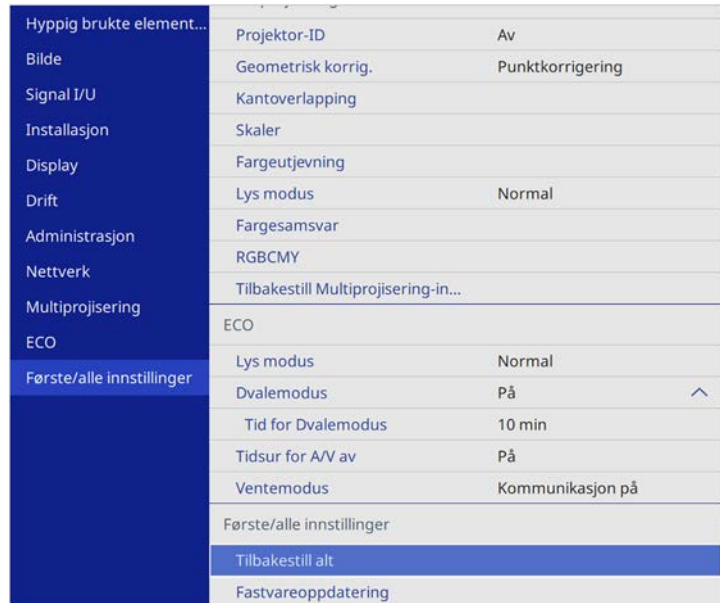 Hyppig brukte element...
Bilde
Signal I/U
Installasjon
Display
Drift
Administrasjon
Nettverk
Multiprojisering
ECO
Første/alle innstillinger
Projektor-ID Av
Geometrisk korrig. Punktkorrigering
Kantoverlapping
Skaler
Fargeutjevning
Lys modus Normal
Fargesamsvar
RGBCMY
Tilbakestill Multiprojisering-in...
ECO
Lys modus Normal
Dvalemodus På
Tid for Dvalemodus 10 min
Tidsur for A/V av På
Ventemodus Kommunikasjon på
Første/alle innstillinger
Tilbakestill alt
Fastvareoppdatering